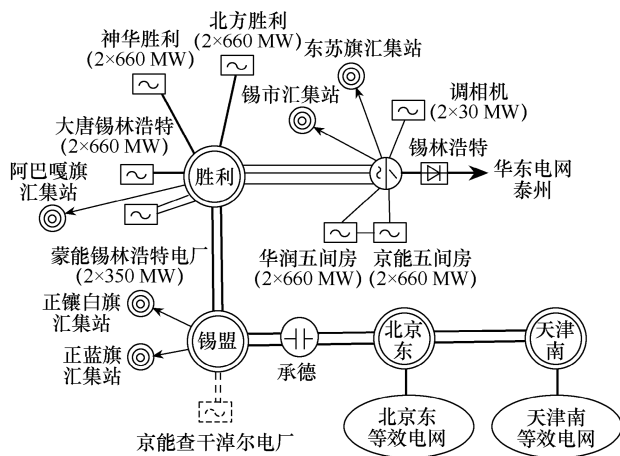 神华胜利
(2×660 MW)
北方胜利
(2×660 MW)
东苏旗汇集站
锡市汇集站
调相机
(2×30 MW)
大唐锡林浩特
(2×660 MW)
阿巴嘎旗
汇集站
胜利
锡林浩特
华东电网
泰州
蒙能锡林浩特电厂
(2×350 MW)
华润五间房
(2×660 MW)
京能五间房
(2×660 MW)
正镶白旗
汇集站
正蓝旗
汇集站
锡盟
承德
北京
东
天津
南
京能查干淖尔电厂
北京东
等效电网
天津南
等效电网